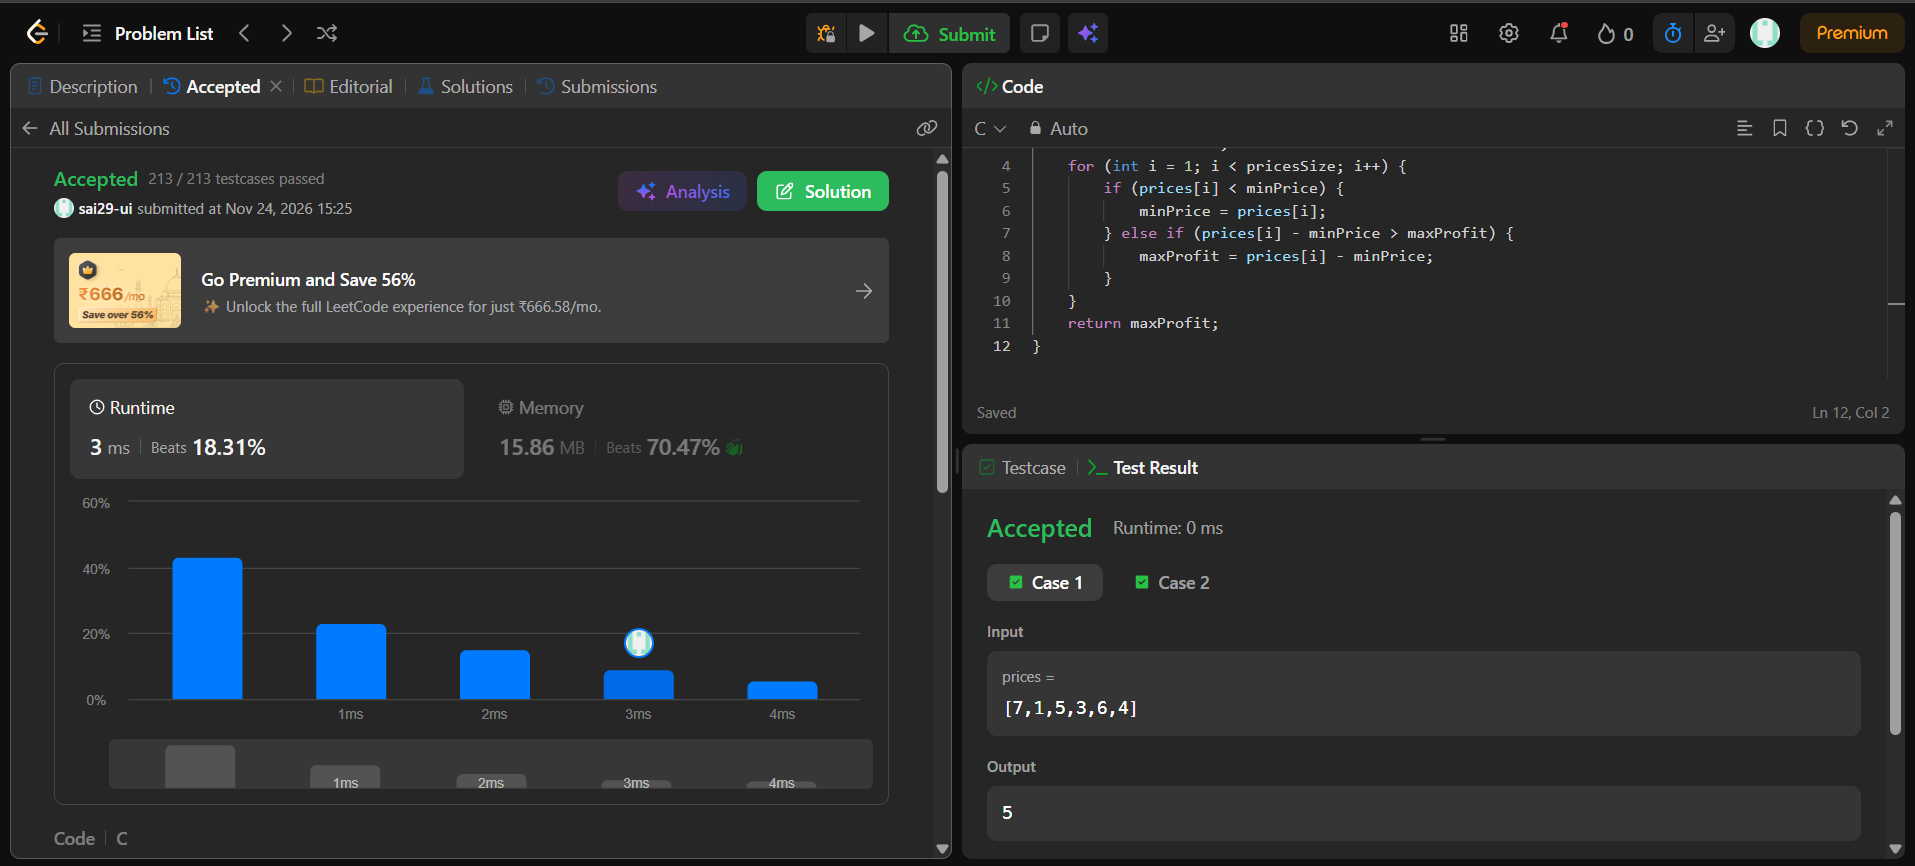 Problem List
Submit
0
Premium
Description
Accepted
Editorial
Solutions
Submissions
All Submissions
Accepted 213 / 213 testcases passed
sai29-ui submitted at Nov 24, 2026 15:25
Analysis
Solution
₹666/mo
Save over 56%
Go Premium and Save 56%
✨ Unlock the full LeetCode experience for just ₹666.58/mo.
Runtime
3 ms | Beats 18.31%
Memory
15.86 MB | Beats 70.47%
60%
40%
20%
0%
1ms 2ms 3ms 4ms
1ms 2ms 3ms 4ms
Code | C
</> Code
C
Auto
4 for (int i = 1; i < pricesSize; i++) {
5 if (prices[i] < minPrice) {
6 minPrice = prices[i];
7 } else if (prices[i] - minPrice > maxProfit) {
8 maxProfit = prices[i] - minPrice;
9 }
10 }
11 return maxProfit;
12 }
Saved
Ln 12, Col 2
Testcase
Test Result
Accepted Runtime: 0 ms
Case 1
Case 2
Input
prices =
[7,1,5,3,6,4]
Output
5